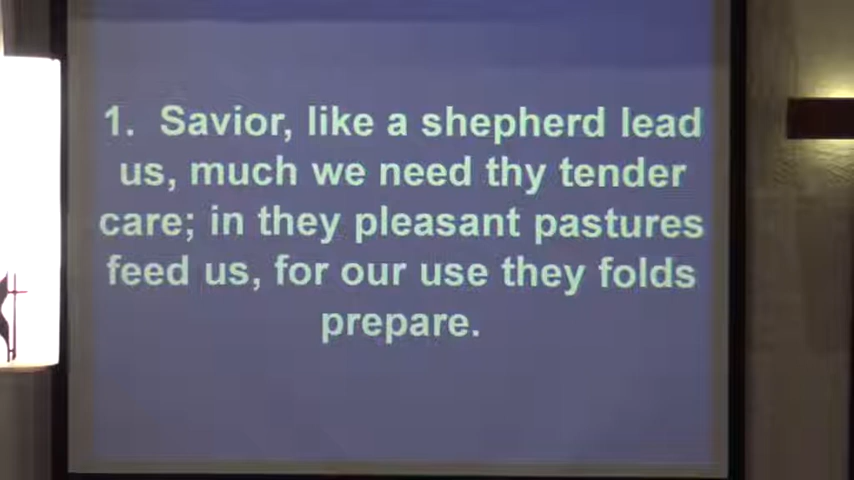 1. Savior, like a shepherd lead
us, much we need thy tender
care; in they pleasant pastures
feed us, for our use they folds
prepare.